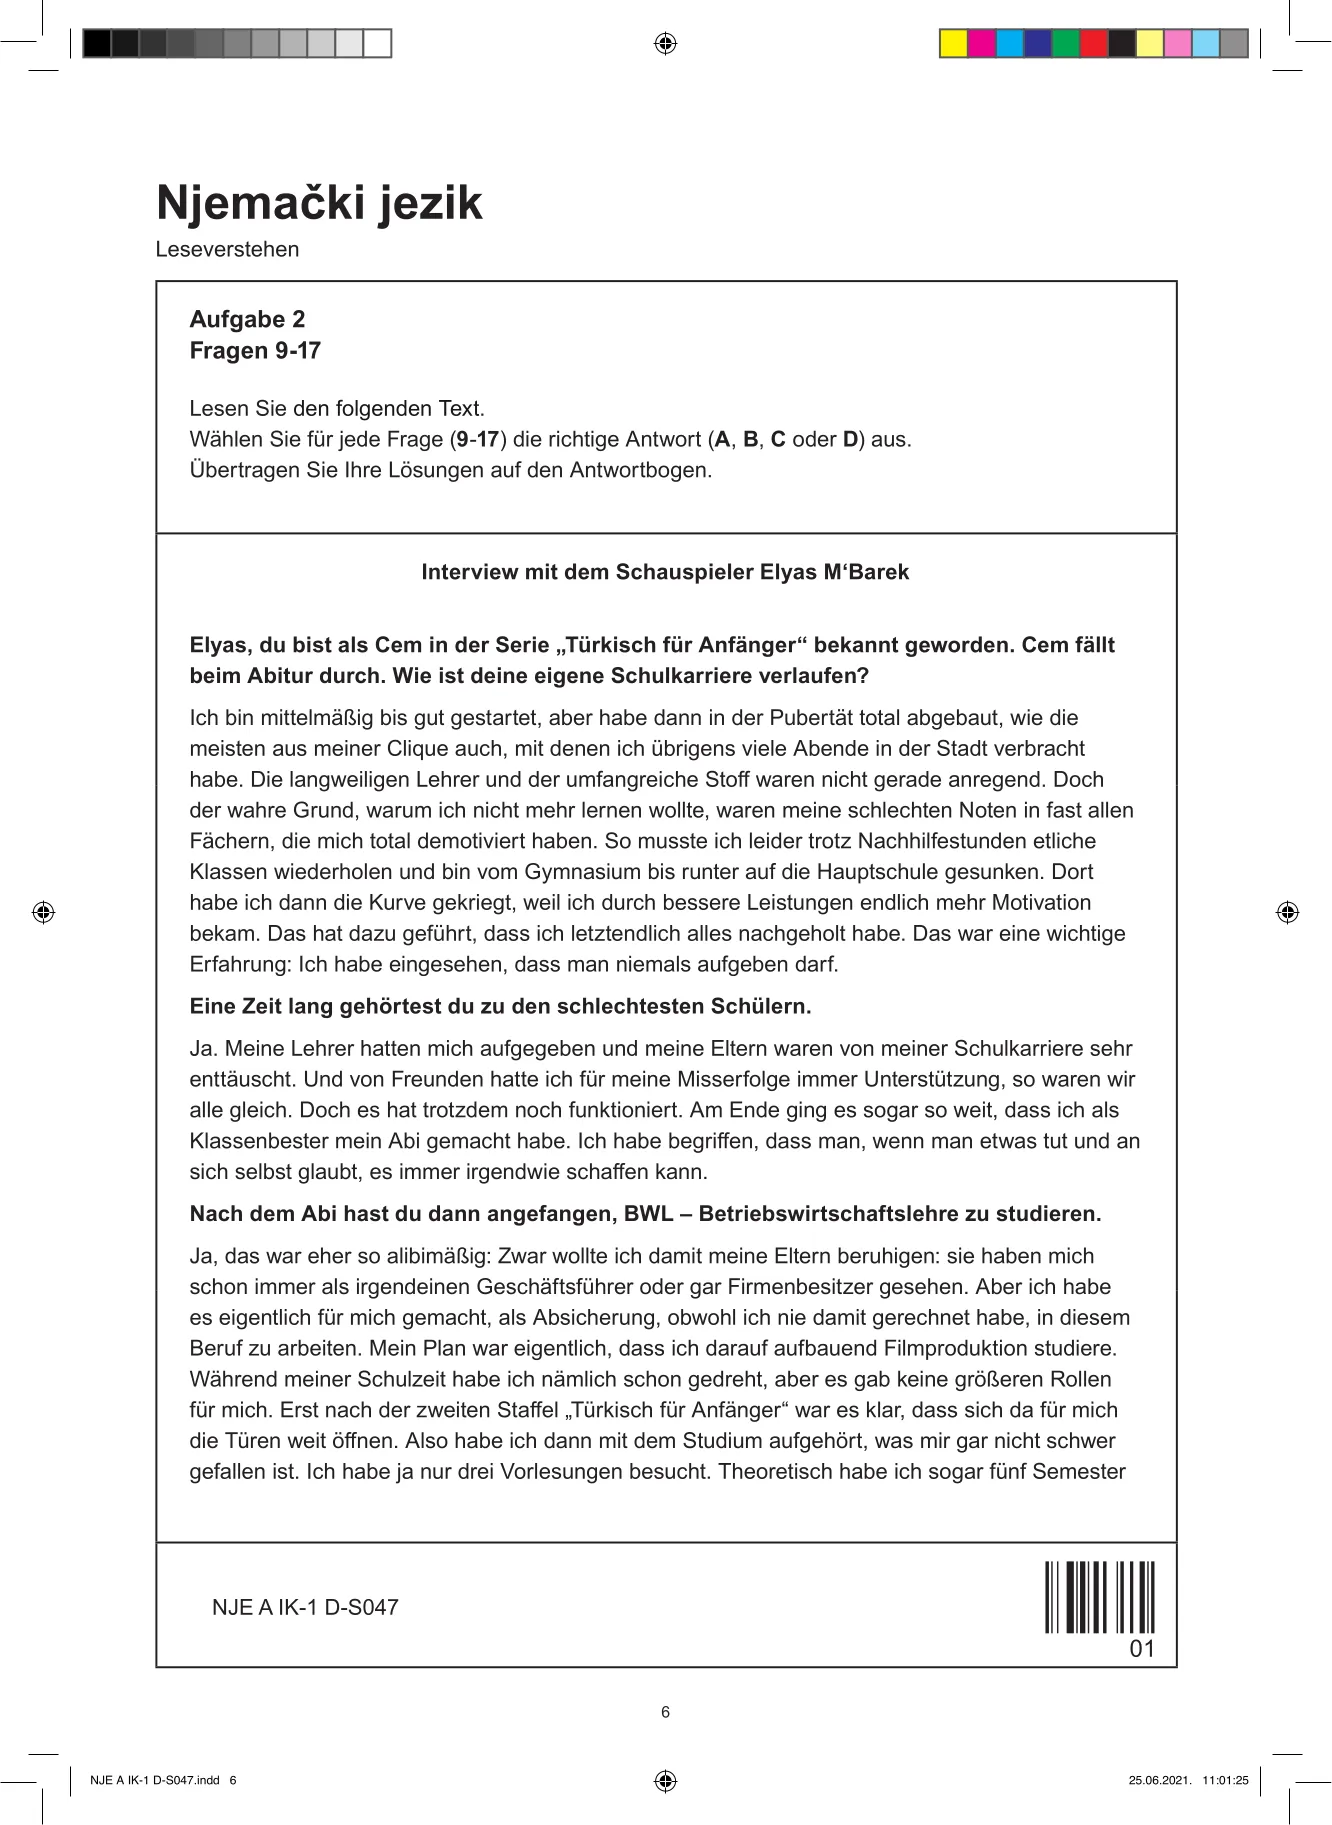 Njemački jezik
Leseverstehen
Aufgabe 2
Fragen 9-17
Lesen Sie den folgenden Text.
Wählen Sie für jede Frage (9-17) die richtige Antwort (A, B, C oder D) aus.
Übertragen Sie Ihre Lösungen auf den Antwortbogen.
Interview mit dem Schauspieler Elyas M‘Barek
Elyas, du bist als Cem in der Serie „Türkisch für Anfänger“ bekannt geworden. Cem fällt
beim Abitur durch. Wie ist deine eigene Schulkarriere verlaufen?
Ich bin mittelmäßig bis gut gestartet, aber habe dann in der Pubertät total abgebaut, wie die
meisten aus meiner Clique auch, mit denen ich übrigens viele Abende in der Stadt verbracht
habe. Die langweiligen Lehrer und der umfangreiche Stoff waren nicht gerade anregend. Doch
der wahre Grund, warum ich nicht mehr lernen wollte, waren meine schlechten Noten in fast allen
Fächern, die mich total demotiviert haben. So musste ich leider trotz Nachhilfestunden etliche
Klassen wiederholen und bin vom Gymnasium bis runter auf die Hauptschule gesunken. Dort
habe ich dann die Kurve gekriegt, weil ich durch bessere Leistungen endlich mehr Motivation
bekam. Das hat dazu geführt, dass ich letztendlich alles nachgeholt habe. Das war eine wichtige
Erfahrung: Ich habe eingesehen, dass man niemals aufgeben darf.
Eine Zeit lang gehörtest du zu den schlechtesten Schülern.
Ja. Meine Lehrer hatten mich aufgegeben und meine Eltern waren von meiner Schulkarriere sehr
enttäuscht. Und von Freunden hatte ich für meine Misserfolge immer Unterstützung, so waren wir
alle gleich. Doch es hat trotzdem noch funktioniert. Am Ende ging es sogar so weit, dass ich als
Klassenbester mein Abi gemacht habe. Ich habe begriffen, dass man, wenn man etwas tut und an
sich selbst glaubt, es immer irgendwie schaffen kann.
Nach dem Abi hast du dann angefangen, BWL – Betriebswirtschaftslehre zu studieren.
Ja, das war eher so alibimäßig: Zwar wollte ich damit meine Eltern beruhigen: sie haben mich
schon immer als irgendeinen Geschäftsführer oder gar Firmenbesitzer gesehen. Aber ich habe
es eigentlich für mich gemacht, als Absicherung, obwohl ich nie damit gerechnet habe, in diesem
Beruf zu arbeiten. Mein Plan war eigentlich, dass ich darauf aufbauend Filmproduktion studiere.
Während meiner Schulzeit habe ich nämlich schon gedreht, aber es gab keine größeren Rollen
für mich. Erst nach der zweiten Staffel „Türkisch für Anfänger“ war es klar, dass sich da für mich
die Türen weit öffnen. Also habe ich dann mit dem Studium aufgehört, was mir gar nicht schwer
gefallen ist. Ich habe ja nur drei Vorlesungen besucht. Theoretisch habe ich sogar fünf Semester
NJE A IK-1 D-S047
01
6
NJE A IK-1 D-S047.indd 6
25.06.2021. 11:01:25